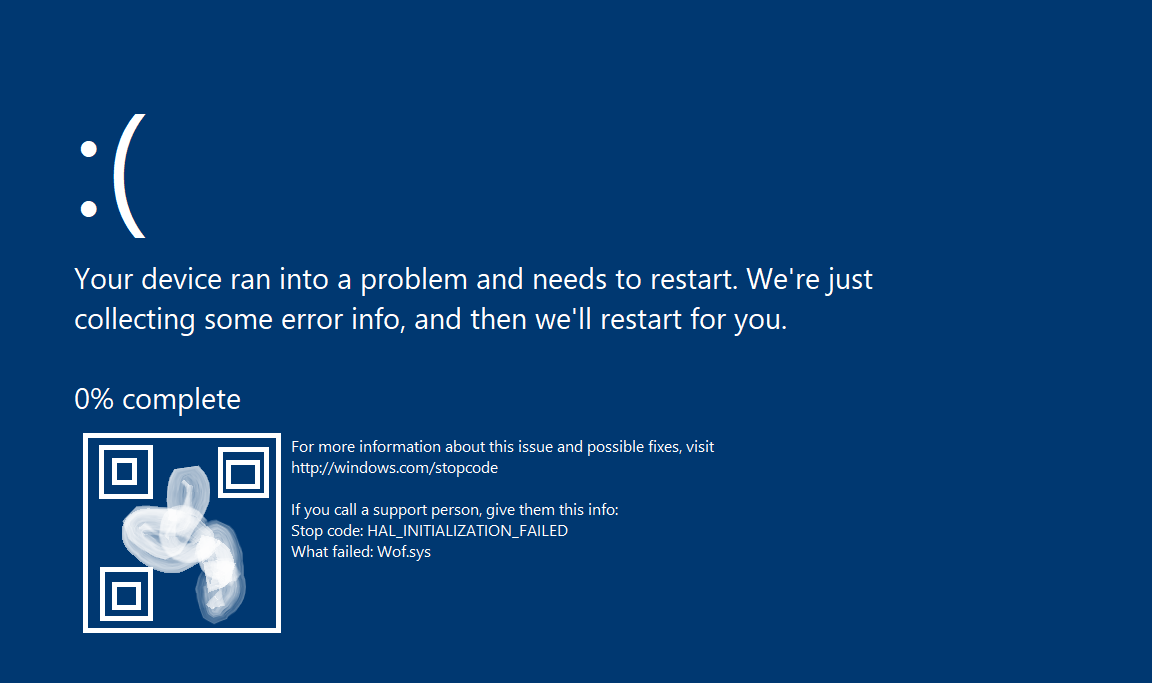 :(
Your device ran into a problem and needs to restart. We're just
collecting some error info, and then we'll restart for you.
0% complete
For more information about this issue and possible fixes, visit
http://windows.com/stopcode
If you call a support person, give them this info:
Stop code: HAL_INITIALIZATION_FAILED
What failed: Wof.sys